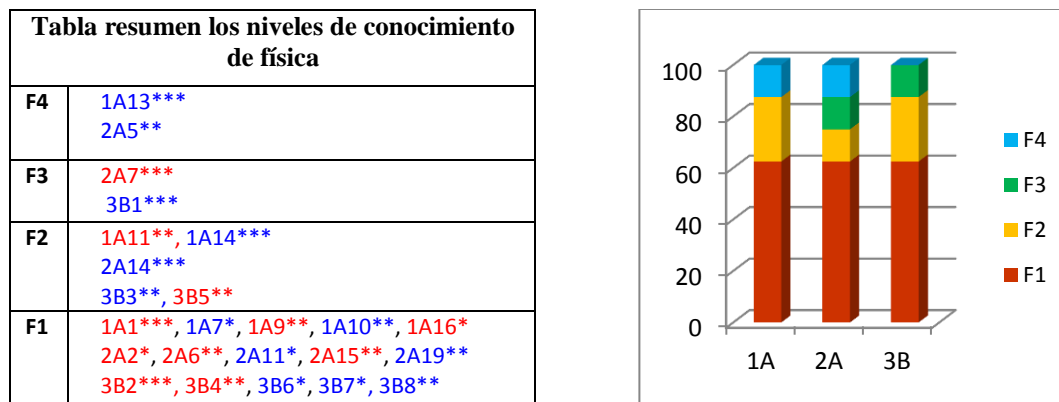 Tabla resumen los niveles de conocimiento
de física
F4
1A13***
2A5**
F3
2A7***
3B1***
F2
1A11**, 1A14***
2A14***
3B3**, 3B5**
F1
1A1***, 1A7*, 1A9**, 1A10**, 1A16*
2A2*, 2A6**, 2A11*, 2A15**, 2A19**
3B2***, 3B4**, 3B6*, 3B7*, 3B8**
100
80
60
40
20
0
1A 2A 3B
F4
F3
F2
F1